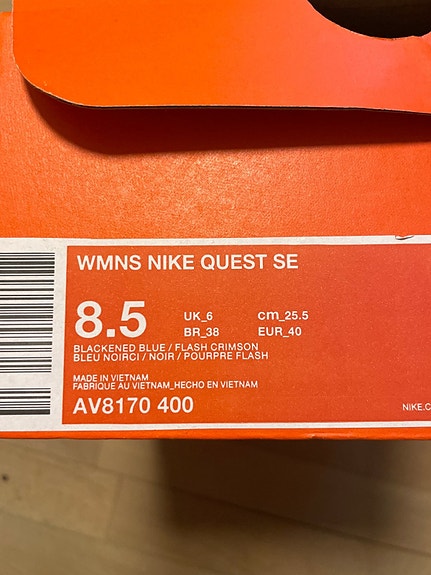 WMNS NIKE QUEST SE
8.5 UK_6 cm_25.5
BR_38 EUR_40
BLACKENED BLUE / FLASH CRIMSON
BLEU NOIRCI / NOIR / POURPRE FLASH
MADE IN VIETNAM
FABRIQUE AU VIETNAM_HECHO EN VIETNAM
AV8170 400
NIKE.C